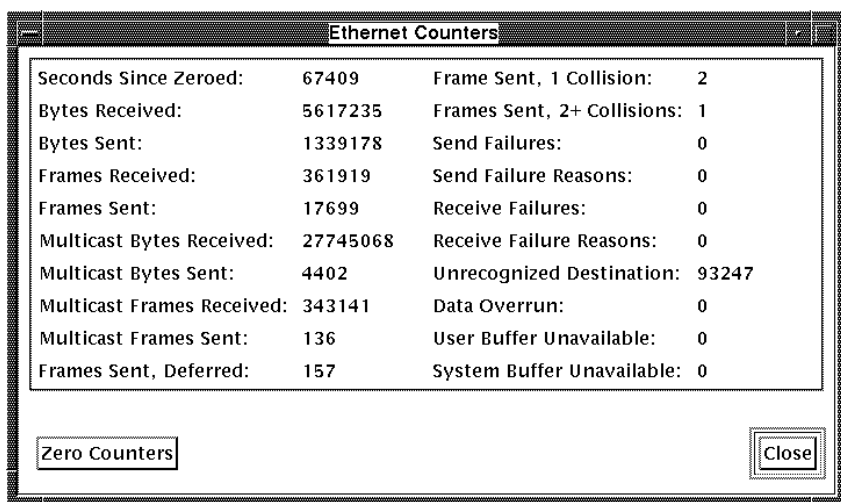 Ethernet Counters
Seconds Since Zeroed: 67409 Frame Sent, 1 Collision: 2
Bytes Received: 5617235 Frames Sent, 2+ Collisions: 1
Bytes Sent: 1339178 Send Failures: 0
Frames Received: 361919 Send Failure Reasons: 0
Frames Sent: 17699 Receive Failures: 0
Multicast Bytes Received: 27745068 Receive Failure Reasons: 0
Multicast Bytes Sent: 4402 Unrecognized Destination: 93247
Multicast Frames Received: 343141 Data Overrun: 0
Multicast Frames Sent: 136 User Buffer Unavailable: 0
Frames Sent, Deferred: 157 System Buffer Unavailable: 0
Zero Counters Close